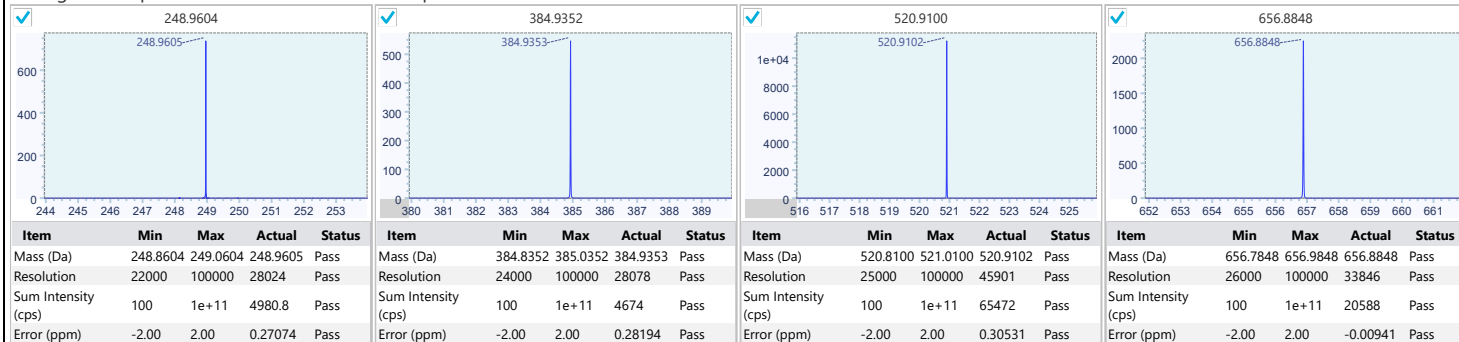 248.9604
248.9605
600
400
200
0
244 245 246 247 248 249 250 251 252 253
Item Min Max Actual Status
Mass (Da) 248.8604 249.0604 248.9605 Pass
Resolution 22000 100000 28024 Pass
Sum Intensity (cps) 100 1e+11 4980.8 Pass
Error (ppm) -2.00 2.00 0.27074 Pass
384.9352
384.9353
500
400
300
200
100
0
380 381 382 383 384 385 386 387 388 389
Item Min Max Actual Status
Mass (Da) 384.8352 385.0352 384.9353 Pass
Resolution 24000 100000 28078 Pass
Sum Intensity (cps) 100 1e+11 4674 Pass
Error (ppm) -2.00 2.00 0.28194 Pass
520.9100
520.9102
1e+04
8000
6000
4000
2000
0
516 517 518 519 520 521 522 523 524 525
Item Min Max Actual Status
Mass (Da) 520.8100 521.0100 520.9102 Pass
Resolution 25000 100000 45901 Pass
Sum Intensity (cps) 100 1e+11 65472 Pass
Error (ppm) -2.00 2.00 0.30531 Pass
656.8848
656.8848
2000
1500
1000
500
0
652 653 654 655 656 657 658 659 660 661
Item Min Max Actual Status
Mass (Da) 656.7848 656.9848 656.8848 Pass
Resolution 26000 100000 33846 Pass
Sum Intensity (cps) 100 1e+11 20588 Pass
Error (ppm) -2.00 2.00 -0.00941 Pass